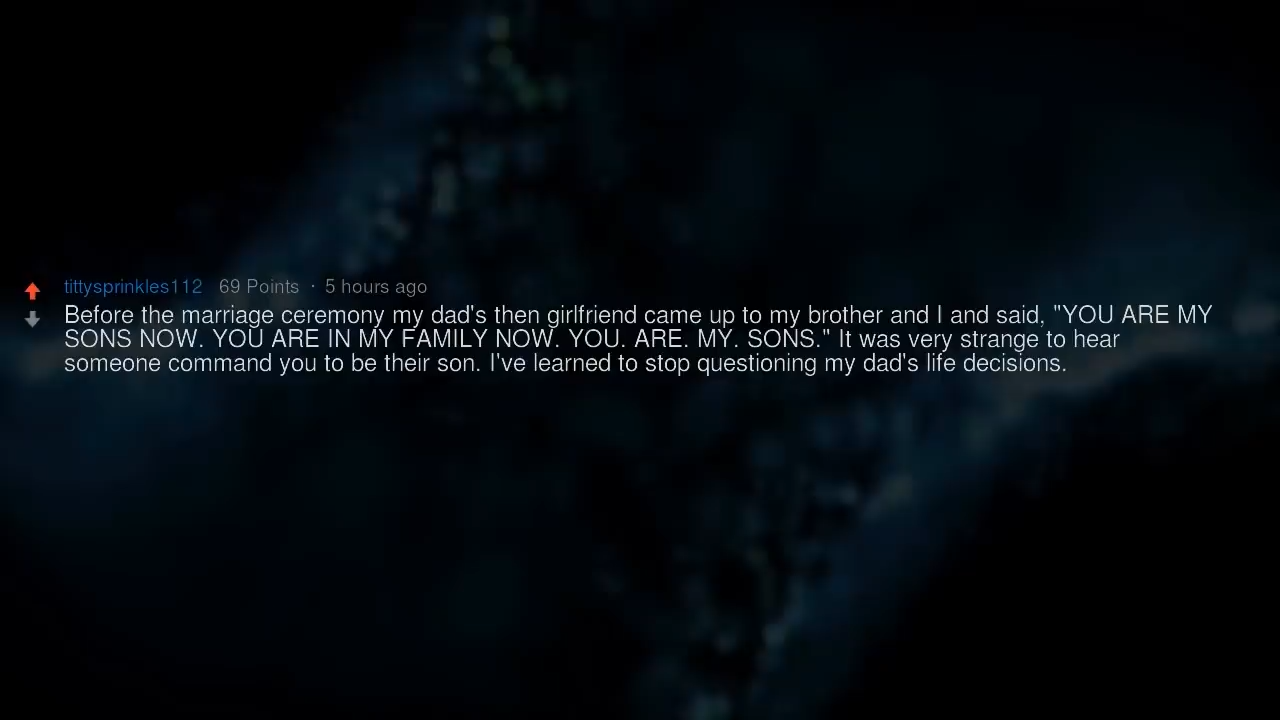 tittysprinkles112 69 Points · 5 hours ago
Before the marriage ceremony my dad's then girlfriend came up to my brother and I and said, "YOU ARE MY
SONS NOW. YOU ARE IN MY FAMILY NOW. YOU. ARE. MY. SONS." It was very strange to hear
someone command you to be their son. I've learned to stop questioning my dad's life decisions.